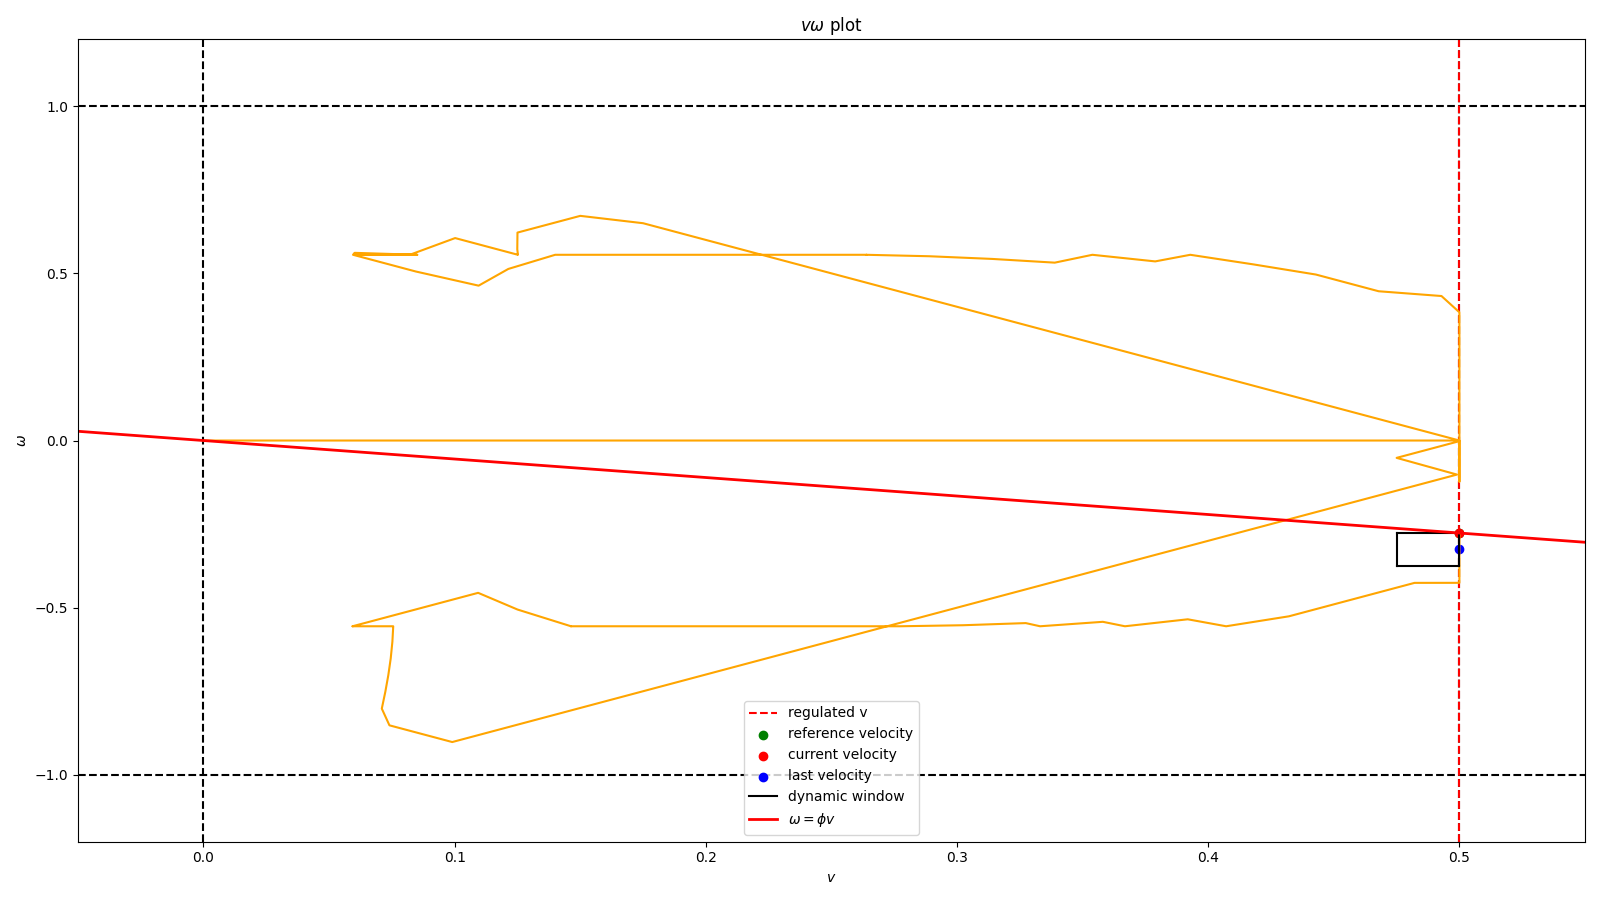 vω plot
1.0
0.5
0.0
−0.5
−1.0
ω
0.0 0.1 0.2 0.3 0.4 0.5
v
regulated v
reference velocity
current velocity
last velocity
dynamic window
ω = ϕv